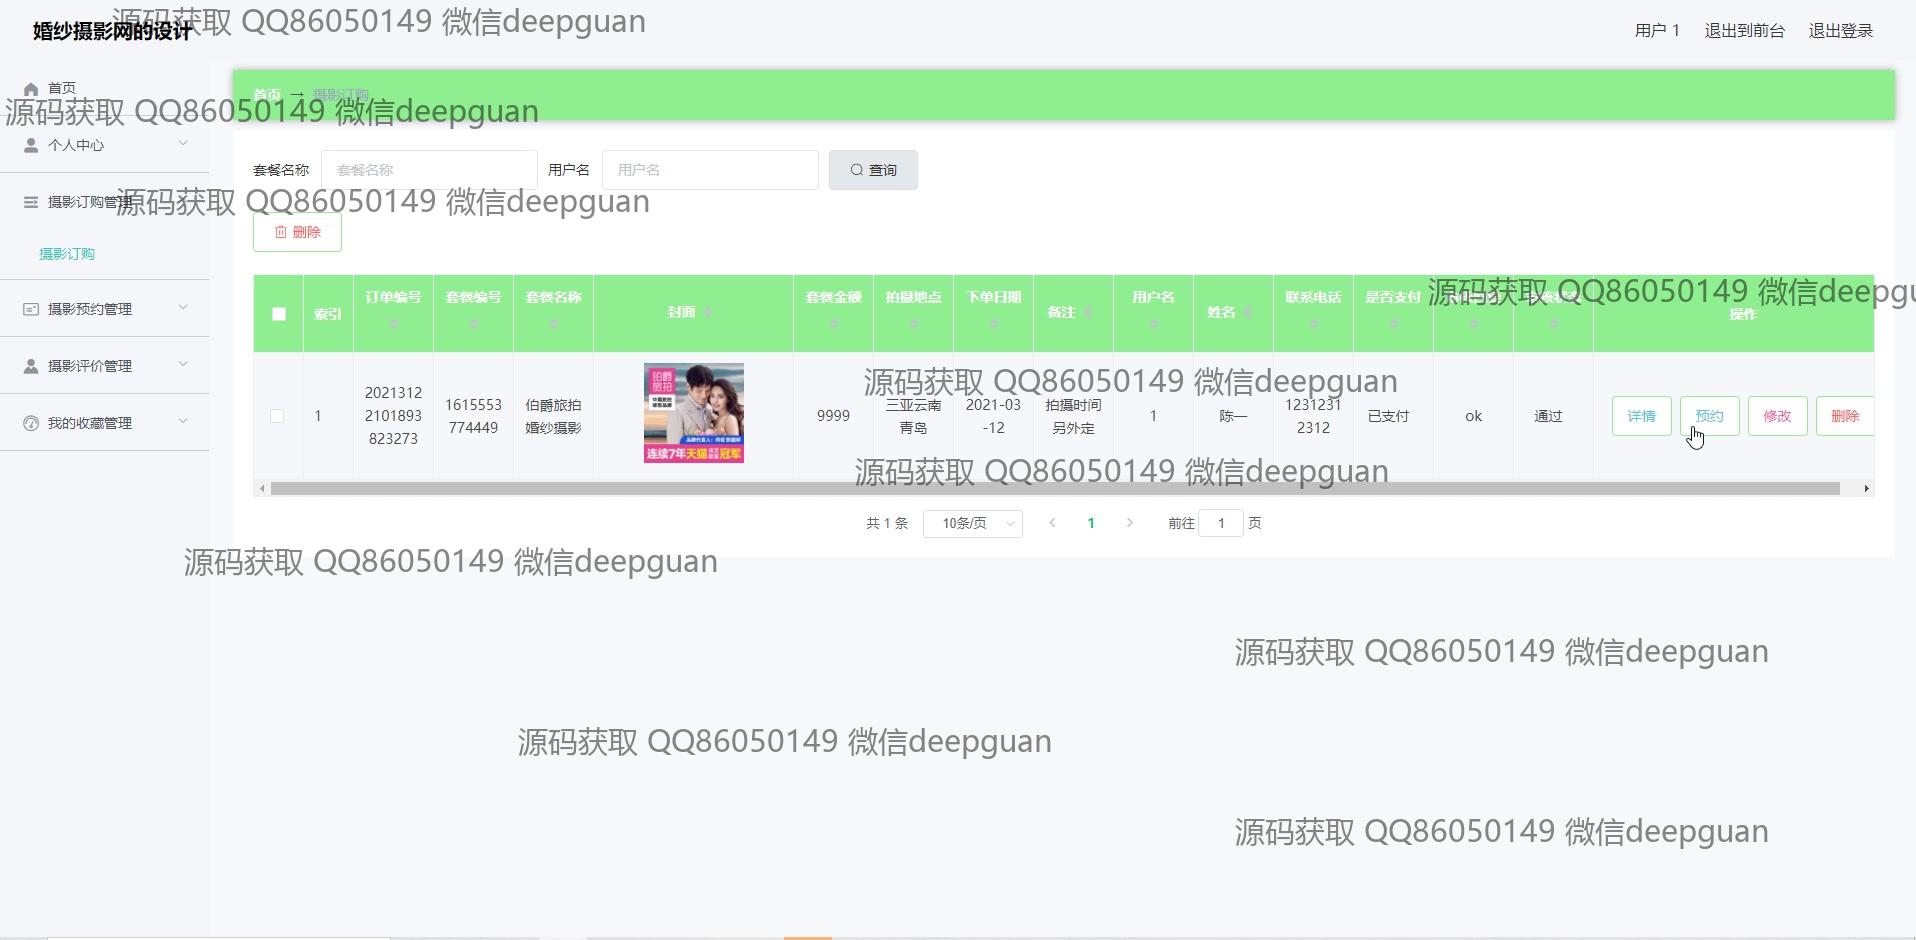 婚纱摄影网的设计
源码获取 QQ86050149 微信deepguan
用户 1 退出到前台 退出登录
首页
首页 → 摄影订购
源码获取 QQ86050149 微信deepguan
个人中心
套餐名称 套餐名称 用户名 用户名 查询
摄影订购管理
源码获取 QQ86050149 微信deepguan
删除
摄影订购
索引 订单编号 套餐编号 套餐名称 封面 套餐金额 拍摄地点 下单日期 备注 用户名 姓名 联系电话 是否支付 操作
源码获取 QQ86050149 微信deepgu
摄影预约管理
摄影评价管理
我的收藏管理
源码获取 QQ86050149 微信deepguan
1
2021312
2101893
823273
1615553
774449
伯爵旅拍
婚纱摄影
铂爵
旅拍
连续7年天猫 冠军
9999
三亚云南
青岛
2021-03
-12
拍摄时间
另外定
1
陈一
1231231
2312
已支付
ok
通过
详情 预约 修改 删除
源码获取 QQ86050149 微信deepguan
共 1 条 10条/页 1 前往 1 页
源码获取 QQ86050149 微信deepguan
源码获取 QQ86050149 微信deepguan
源码获取 QQ86050149 微信deepguan
源码获取 QQ86050149 微信deepguan